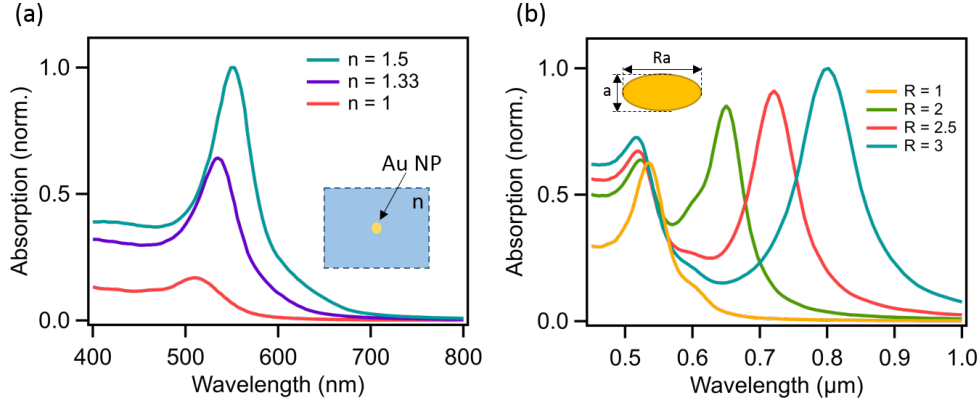 (a)
Absorption (norm.)
1.0
0.5
0.0
n = 1.5
n = 1.33
n = 1
Au NP
n
400
500
600
700
800
Wavelength (nm)
(b)
Absorption (norm.)
1.0
0.5
0.0
Ra
a
R = 1
R = 2
R = 2.5
R = 3
0.5
0.6
0.7
0.8
0.9
1.0
Wavelength (μm)